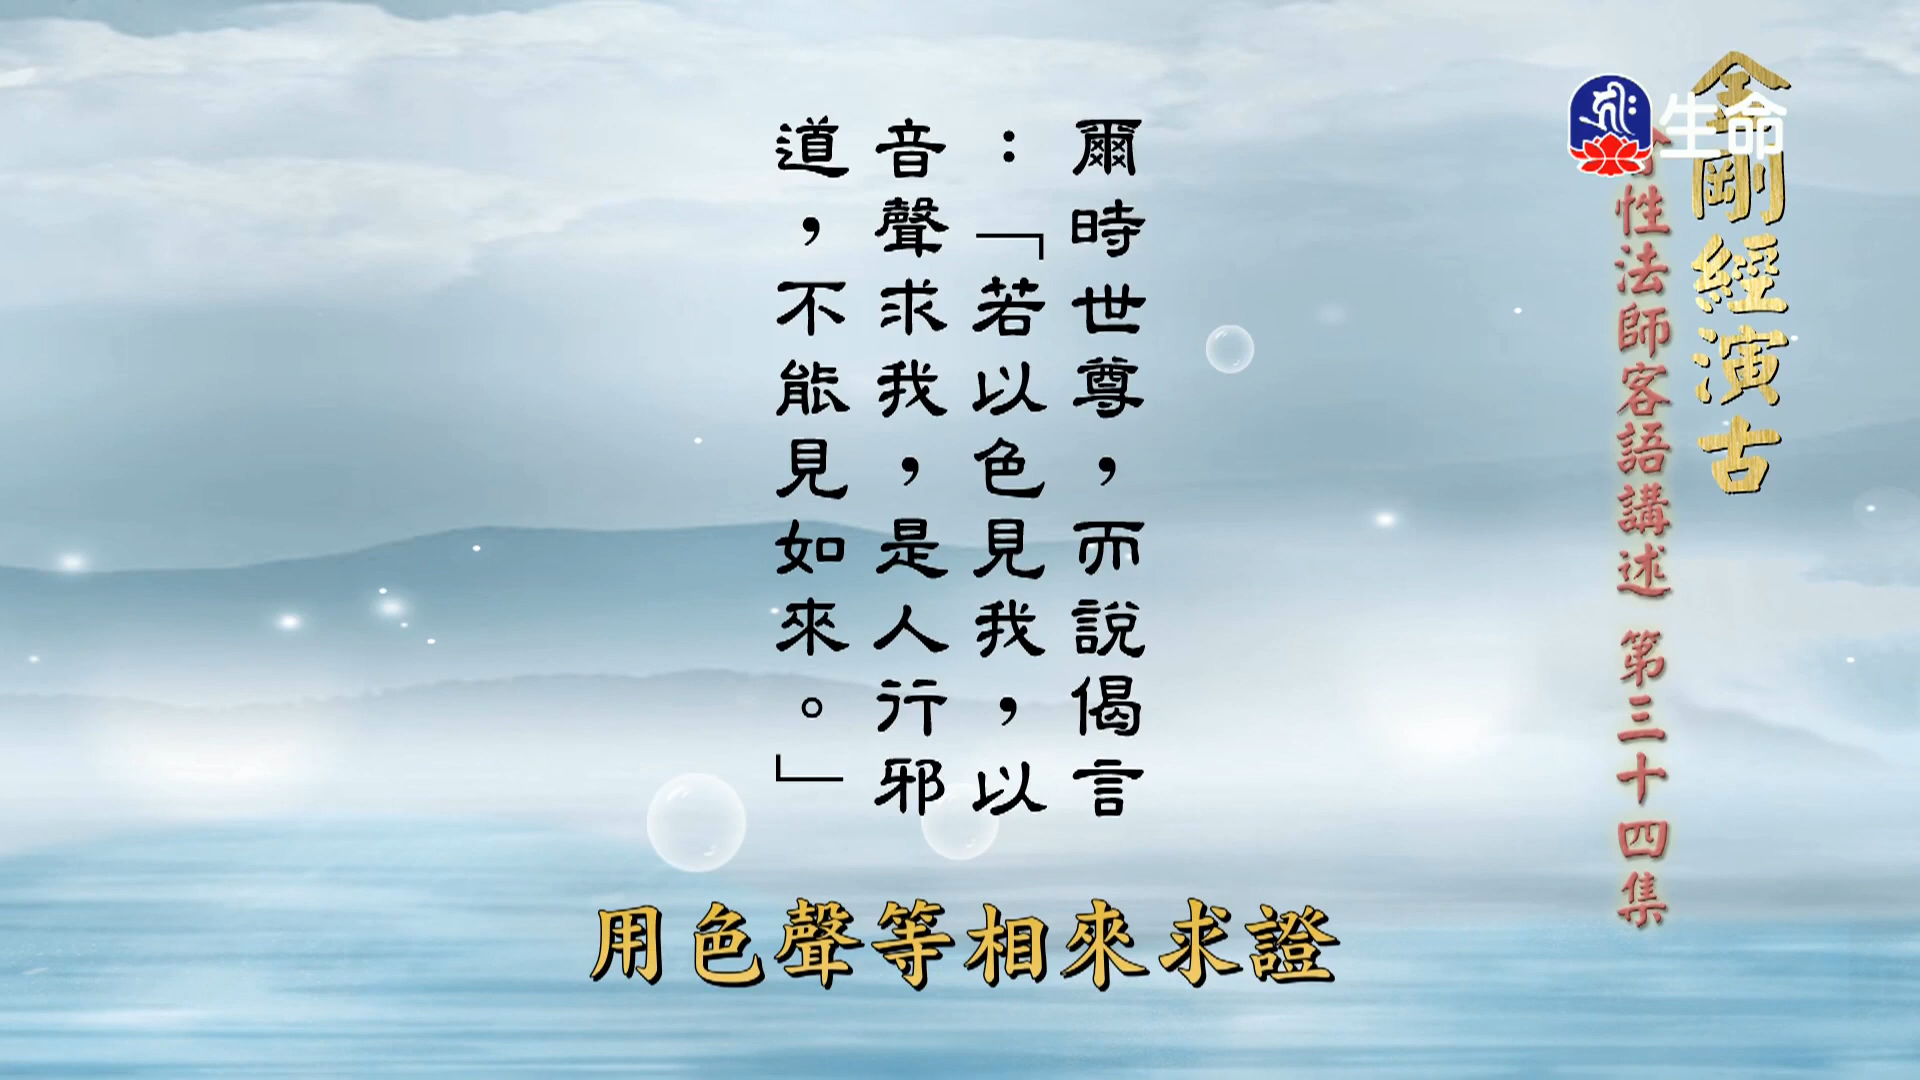 金剛經演古
性法師客語講述 第三十四集
生命
爾時世尊，而說偈言
：「若以色見我，以
音聲求我，是人行邪
道，不能見如來。」
用色聲等相來求證